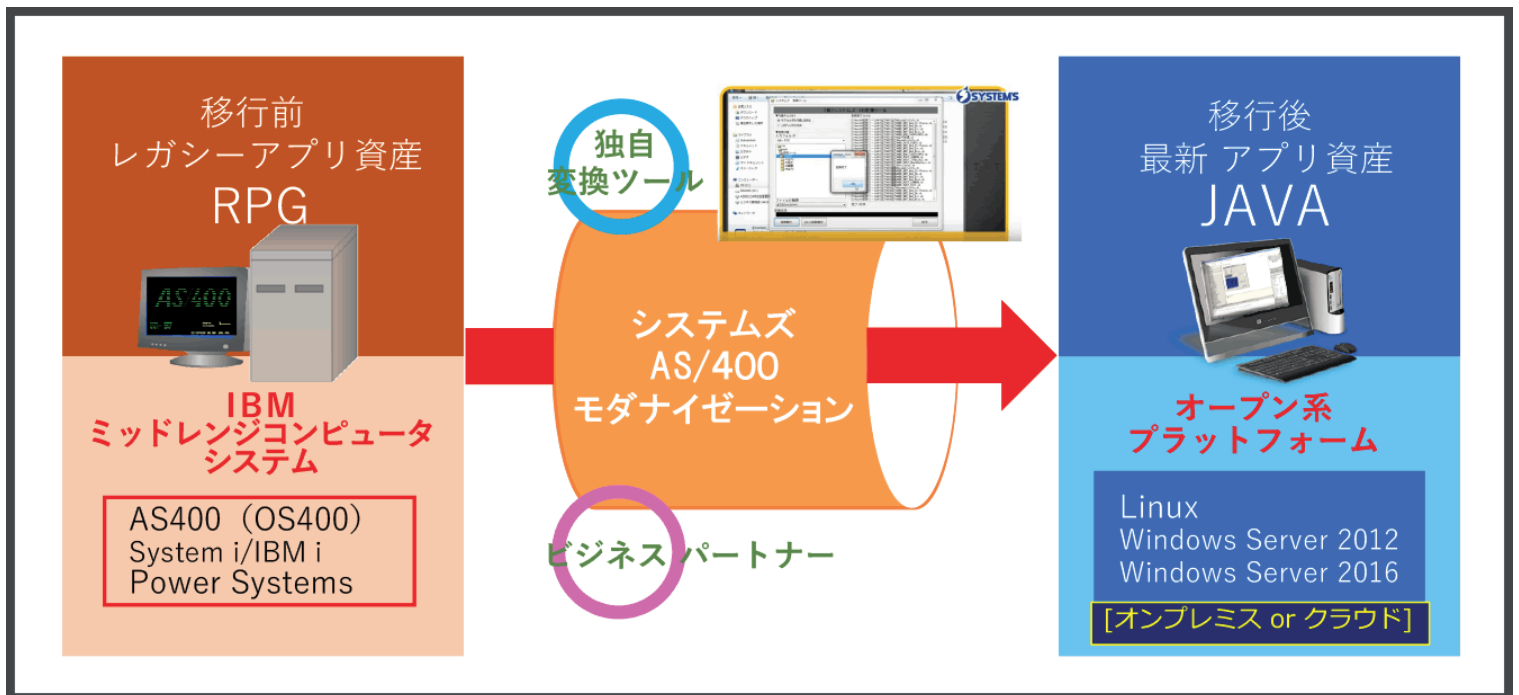 移行前
レガシーアプリ資産
RPG
AS/400
IBM
ミッドレンジコンピュータ
システム
AS400（OS400）
System i/IBM i
Power Systems
独自
変換ツール
SYSTEM'S
システムズ
AS/400
モダナイゼーション
ビジネス パートナー
移行後
最新 アプリ資産
JAVA
オープン系
プラットフォーム
Linux
Windows Server 2012
Windows Server 2016
[オンプレミス or クラウド]